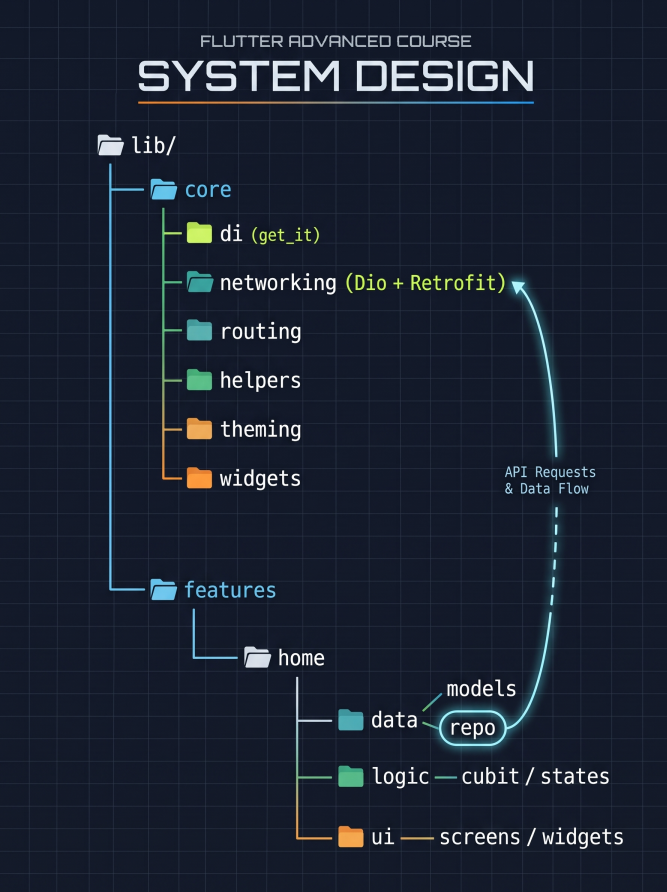 FLUTTER ADVANCED COURSE
SYSTEM DESIGN
lib/
core
di (get_it)
networking (Dio + Retrofit)
routing
helpers
theming
widgets
API Requests
& Data Flow
features
home
models
data
repo
logic cubit / states
ui screens / widgets